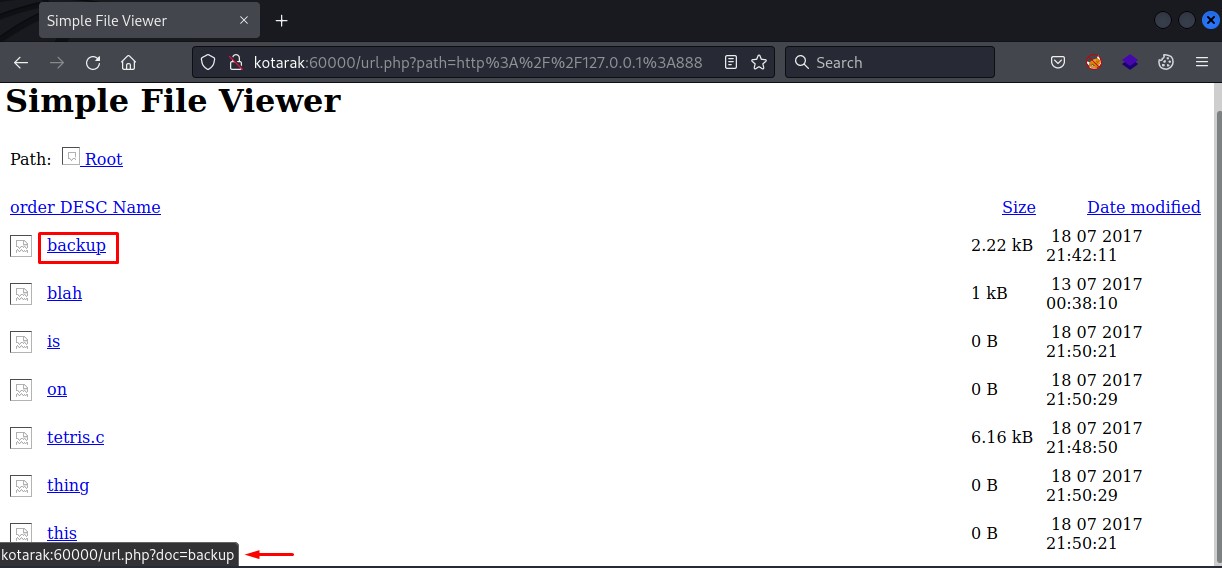 Simple File Viewer
kotarak:60000/url.php?path=http%3A%2F%2F127.0.0.1%3A888
Search
Simple File Viewer
Path: Root
order DESC Name Size Date modified
backup 2.22 kB 18 07 2017
21:42:11
blah 1 kB 13 07 2017
00:38:10
is 0 B 18 07 2017
21:50:21
on 0 B 18 07 2017
21:50:29
tetris.c 6.16 kB 18 07 2017
21:48:50
thing 0 B 18 07 2017
21:50:29
this 0 B 18 07 2017
21:50:21
kotarak:60000/url.php?doc=backup